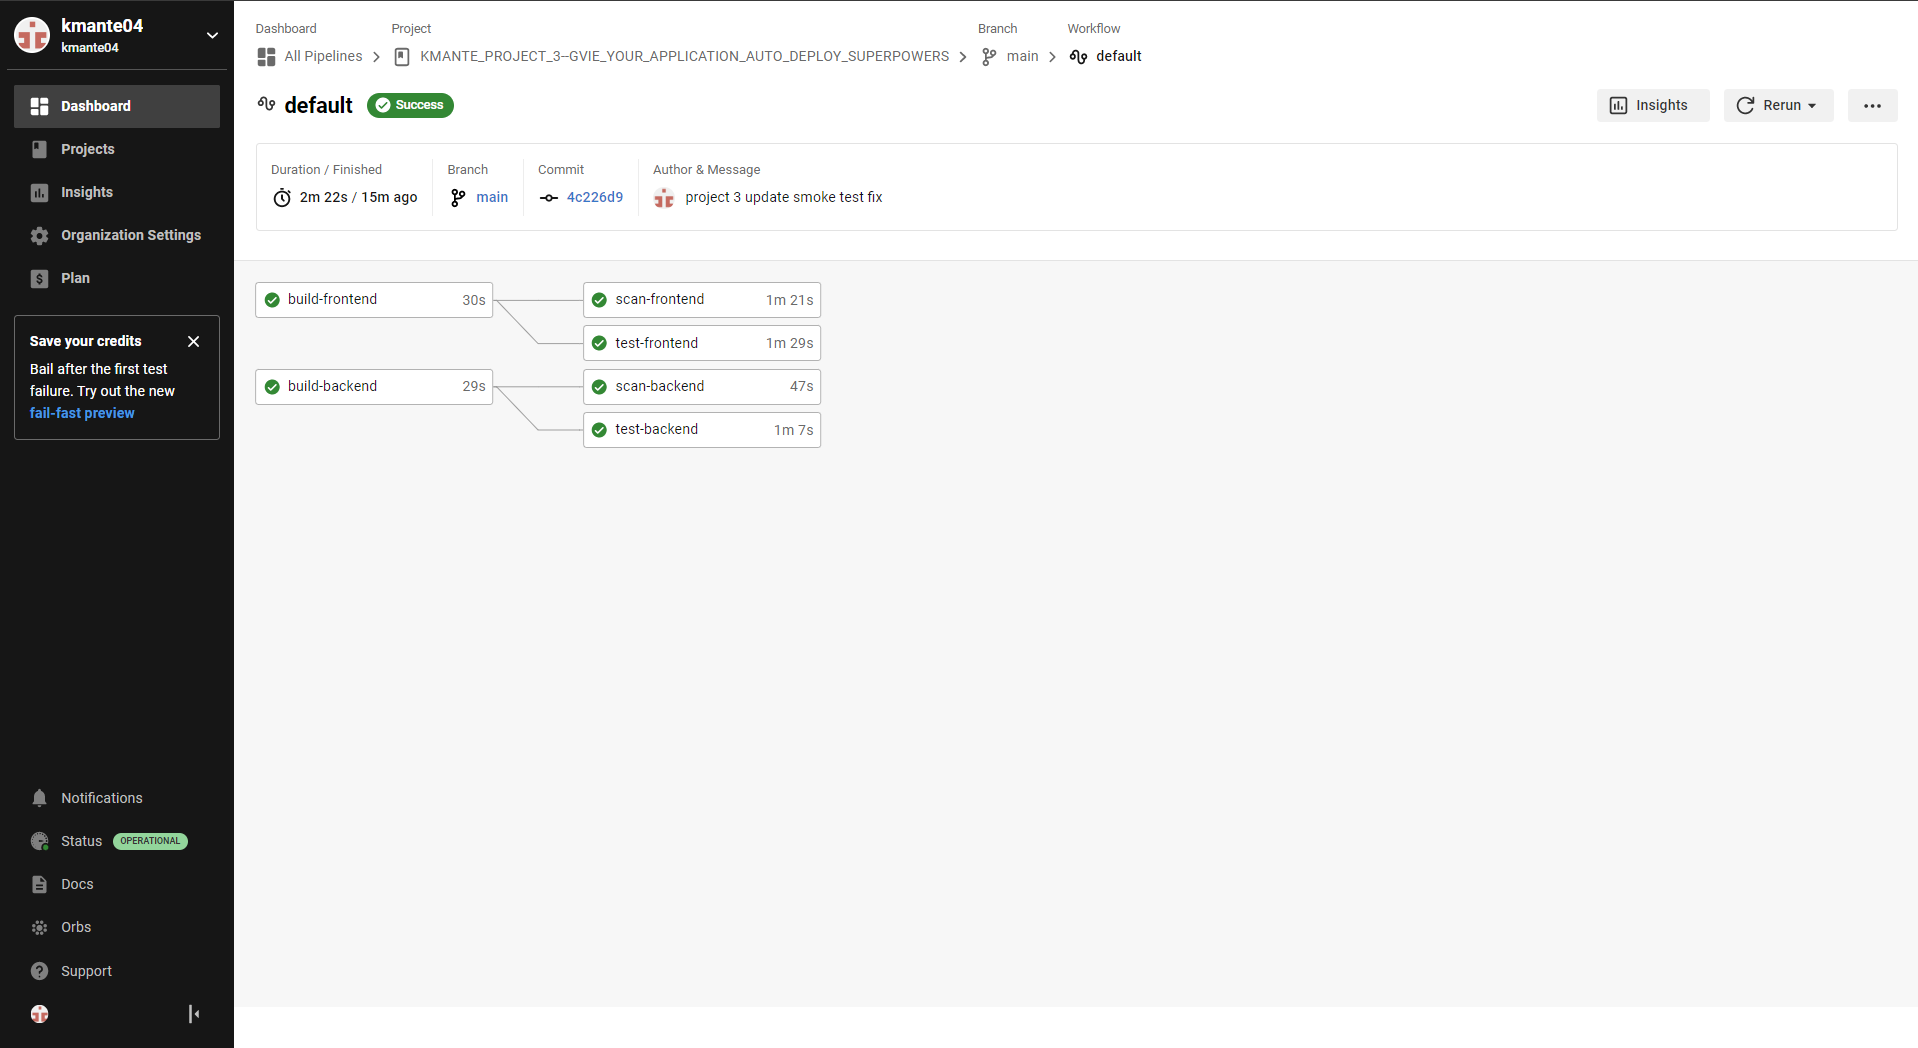 kmante04
kmante04
Dashboard
Projects
Insights
Organization Settings
Plan
Save your credits
Bail after the first test
failure. Try out the new
fail-fast preview
Notifications
Status OPERATIONAL
Docs
Orbs
Support
Dashboard Project Branch Workflow
All Pipelines KMANTE_PROJECT_3--GVIE_YOUR_APPLICATION_AUTO_DEPLOY_SUPERPOWERS main default
default Success
Insights Rerun
Duration / Finished Branch Commit Author & Message
2m 22s / 15m ago main 4c226d9 project 3 update smoke test fix
build-frontend 30s scan-frontend 1m 21s
test-frontend 1m 29s
build-backend 29s scan-backend 47s
test-backend 1m 7s